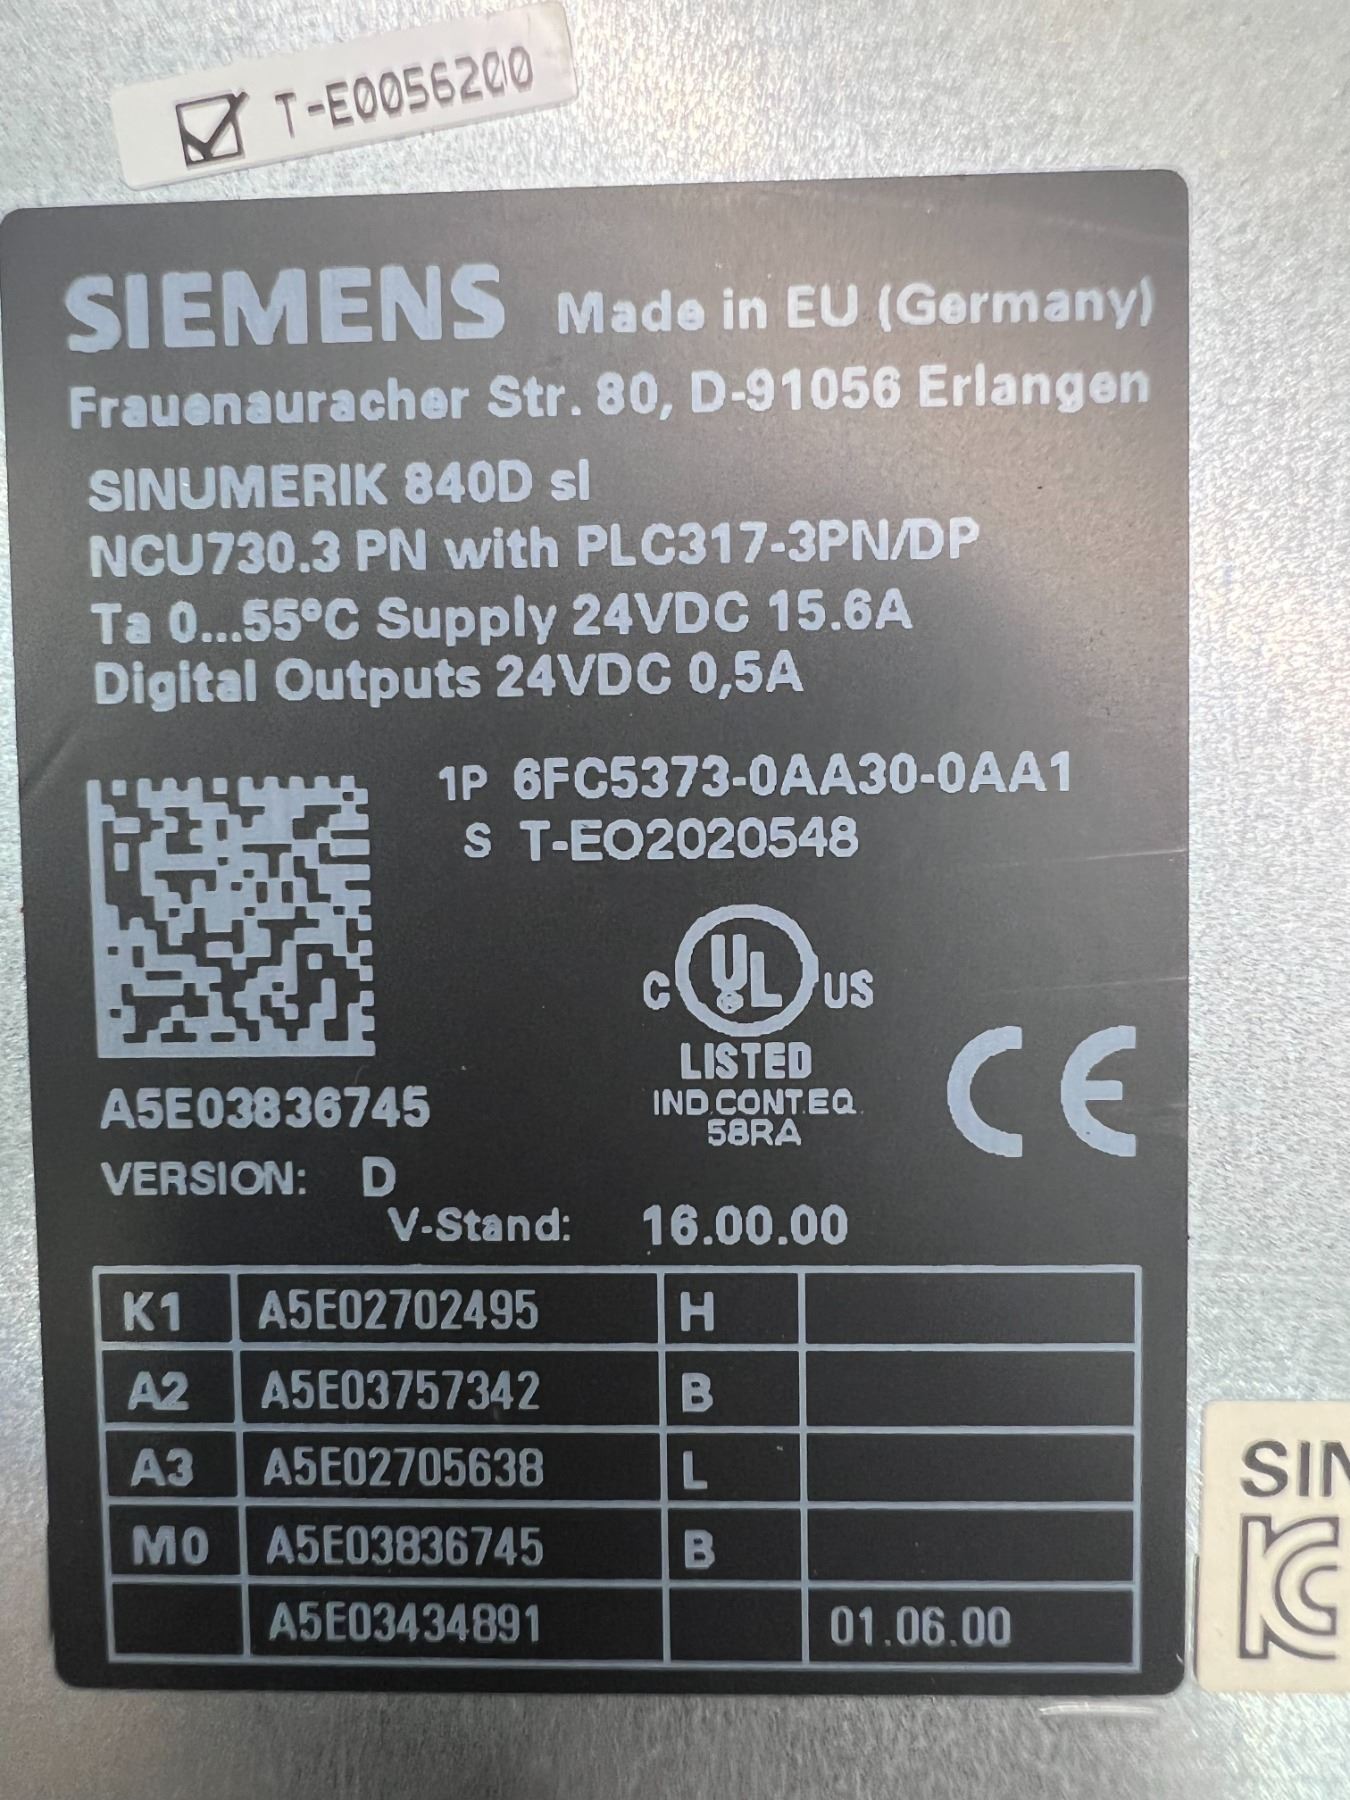 T-E0056200
SIEMENS Made in EU (Germany)
Frauenauracher Str. 80, D-91056 Erlangen
SINUMERIK 840D sl
NCU730.3 PN with PLC317-3PN/DP
Ta 0...55°C Supply 24VDC 15.6A
Digital Outputs 24VDC 0,5A
1P 6FC5373-0AA30-0AA1
S T-EO2020548
C UL US
LISTED
IND.CONT.EQ.
58RA
CE
A5E03836745
VERSION: D
V-Stand: 16.00.00
K1 A5E02702495 H
A2 A5E03757342 B
A3 A5E02705638 L
M0 A5E03836745 B
A5E03434891 01.06.00
SIN